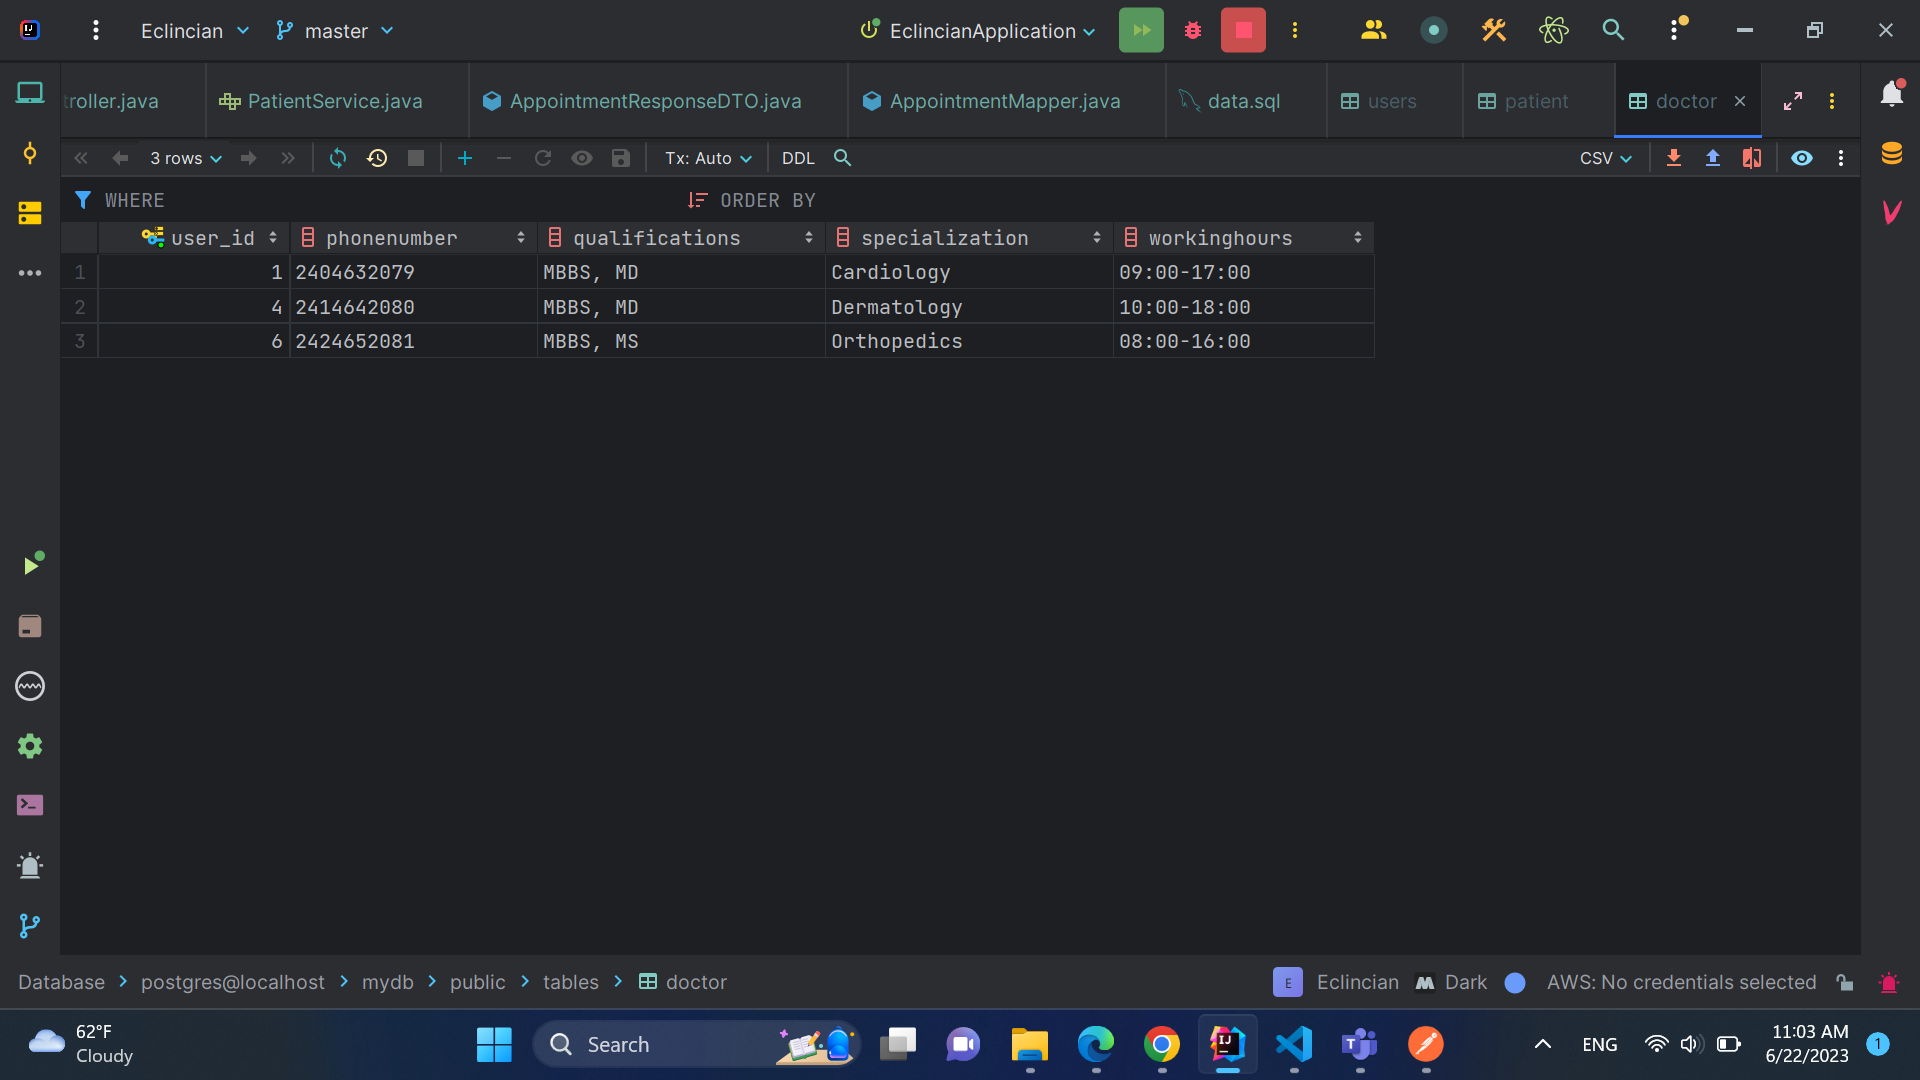 Eclincian master EclincianApplication
troller.java PatientService.java AppointmentResponseDTO.java AppointmentMapper.java data.sql users patient doctor
3 rows Tx: Auto DDL CSV
WHERE ORDER BY
user_id phonenumber qualifications specialization workinghours
1 1 2404632079 MBBS, MD Cardiology 09:00-17:00
2 4 2414642080 MBBS, MD Dermatology 10:00-18:00
3 6 2424652081 MBBS, MS Orthopedics 08:00-16:00
Database postgres@localhost mydb public tables doctor E Eclincian Dark AWS: No credentials selected
62°F
Cloudy
Search
ENG
11:03 AM
6/22/2023
1